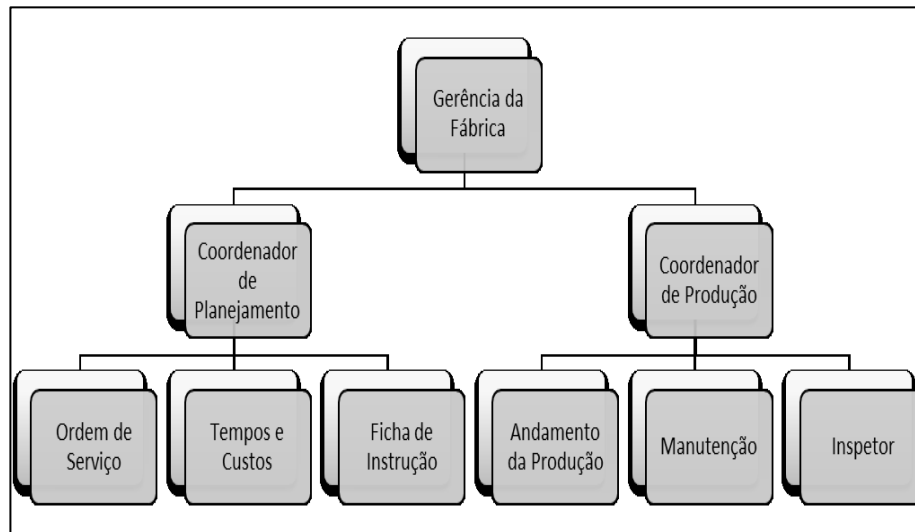 Gerência da
Fábrica
Coordenador
de
Planejamento
Coordenador
de Produção
Ordem de
Serviço
Tempos e
Custos
Ficha de
Instrução
Andamento
da Produção
Manutenção
Inspetor